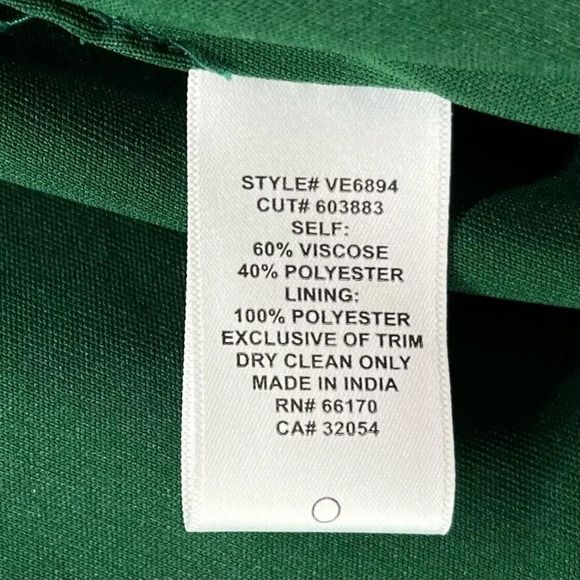 STYLE# VE6894
CUT# 603883
SELF:
60% VISCOSE
40% POLYESTER
LINING:
100% POLYESTER
EXCLUSIVE OF TRIM
DRY CLEAN ONLY
MADE IN INDIA
RN# 66170
CA# 32054